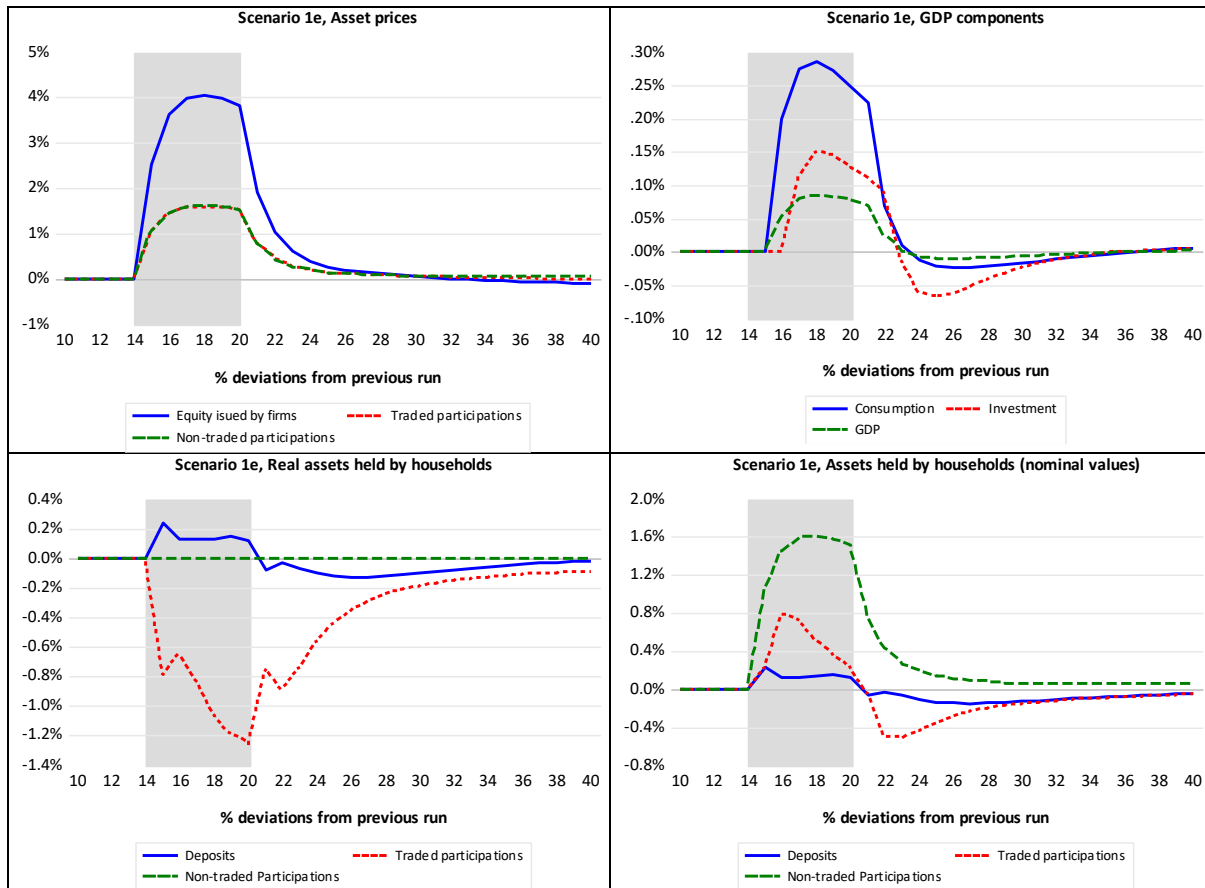 Scenario 1e, Asset prices
5%
4%
3%
2%
1%
0%
-1%
10 12 14 16 18 20 22 24 26 28 30 32 34 36 38 40
% deviations from previous run
Equity isued by firms Traded participations
Non-traded participations
Scenario 1e, GDP components
.30%
.25%
.20%
.15%
.10%
.05%
.00%
-.05%
-.10%
10 12 14 16 18 20 22 24 26 28 30 32 34 36 38 40
% deviations from previous run
Consumption Investment
GDP
Scenario 1e, Real assets held by households
0.4%
0.2%
0.0%
-0.2%
-0.4%
-0.6%
-0.8%
-1.0%
-1.2%
-1.4%
10 12 14 16 18 20 22 24 26 28 30 32 34 36 38 40
% deviations from previous run
Deposits Traded participations
Non-traded Participations
Scenario 1e, Assets held by households (nominal values)
2.0%
1.6%
1.2%
0.8%
0.4%
0.0%
-0.4%
-0.8%
10 12 14 16 18 20 22 24 26 28 30 32 34 36 38 40
% deviations from previous run
Deposits Traded participations
Non-traded Participations